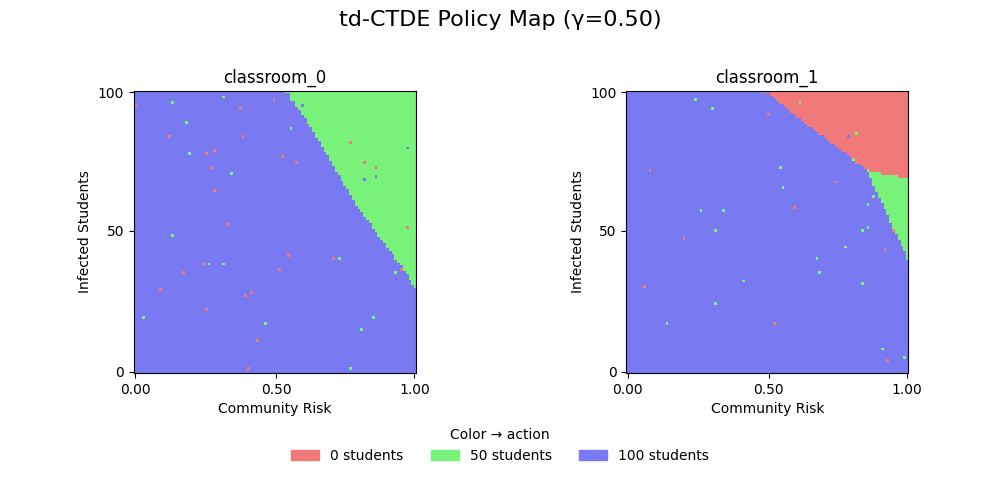 td-CTDE Policy Map (γ=0.50)
classroom_0
classroom_1
Infected Students
100
50
0
0.00 0.50 1.00
Community Risk
Infected Students
100
50
0
0.00 0.50 1.00
Community Risk
Color → action
0 students 50 students 100 students